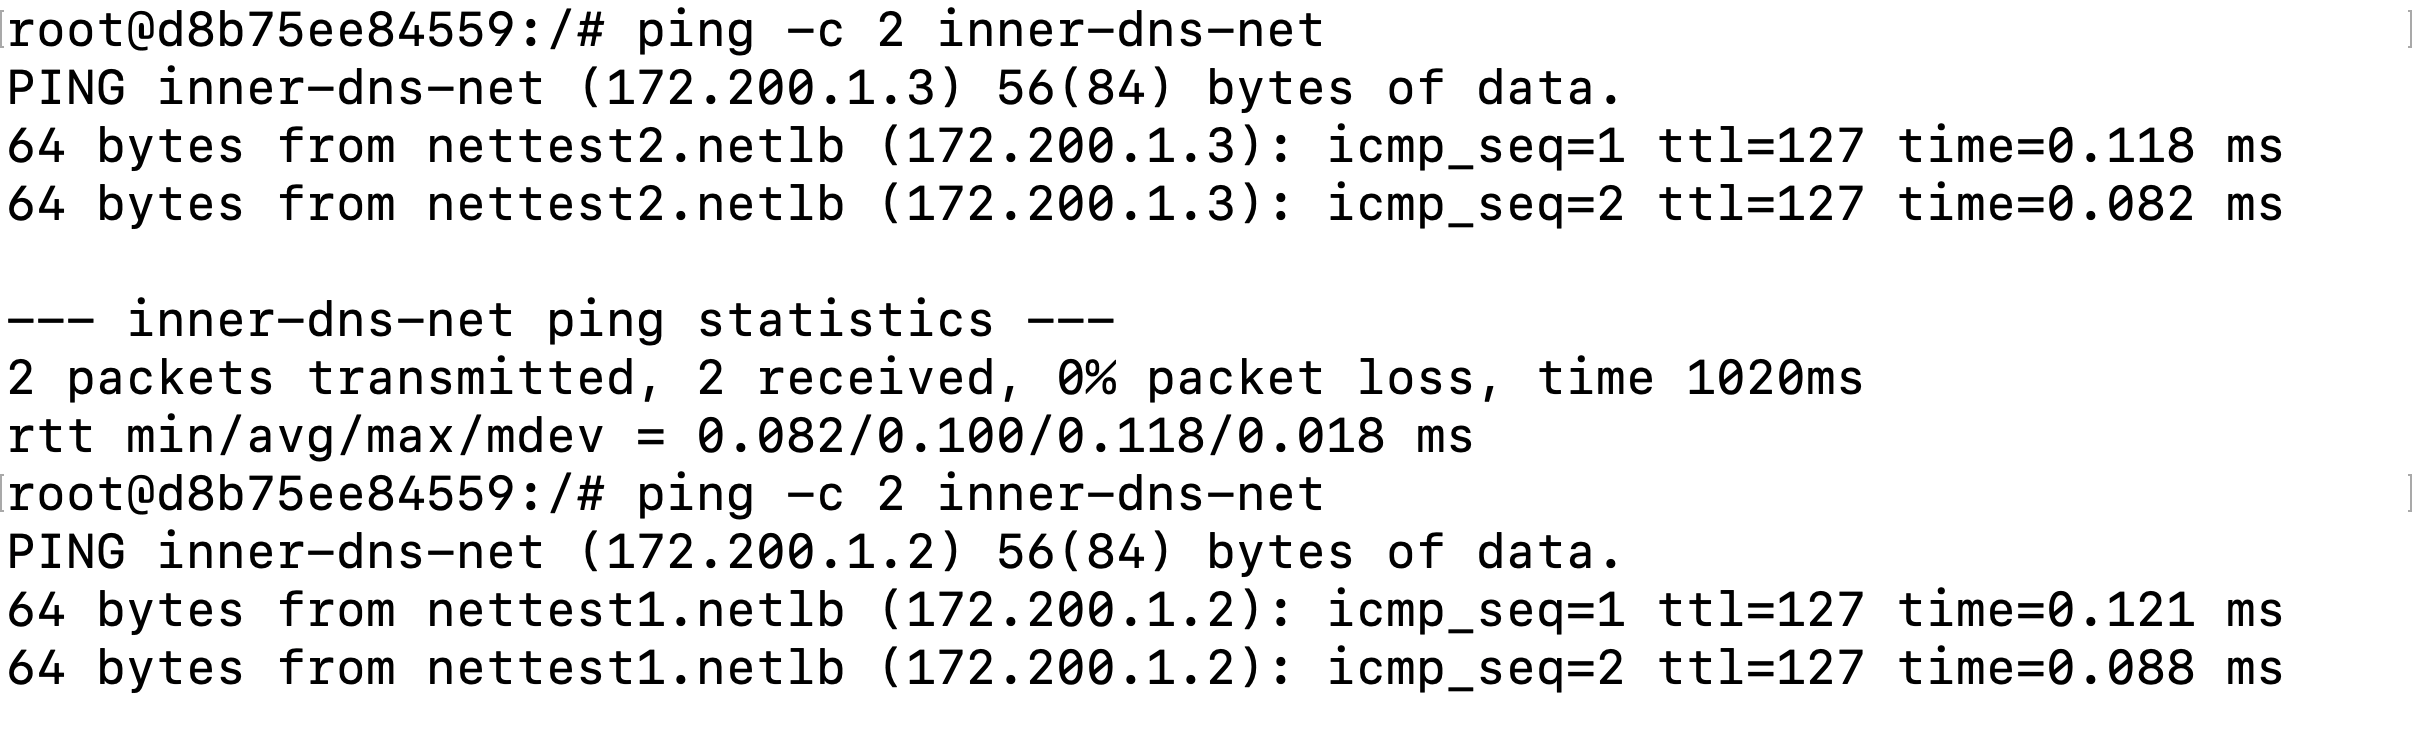 root@d8b75ee84559:/# ping -c 2 inner-dns-net
PING inner-dns-net (172.200.1.3) 56(84) bytes of data.
64 bytes from nettest2.netlb (172.200.1.3): icmp_seq=1 ttl=127 time=0.118 ms
64 bytes from nettest2.netlb (172.200.1.3): icmp_seq=2 ttl=127 time=0.082 ms

--- inner-dns-net ping statistics ---
2 packets transmitted, 2 received, 0% packet loss, time 1020ms
rtt min/avg/max/mdev = 0.082/0.100/0.118/0.018 ms
root@d8b75ee84559:/# ping -c 2 inner-dns-net
PING inner-dns-net (172.200.1.2) 56(84) bytes of data.
64 bytes from nettest1.netlb (172.200.1.2): icmp_seq=1 ttl=127 time=0.121 ms
64 bytes from nettest1.netlb (172.200.1.2): icmp_seq=2 ttl=127 time=0.088 ms